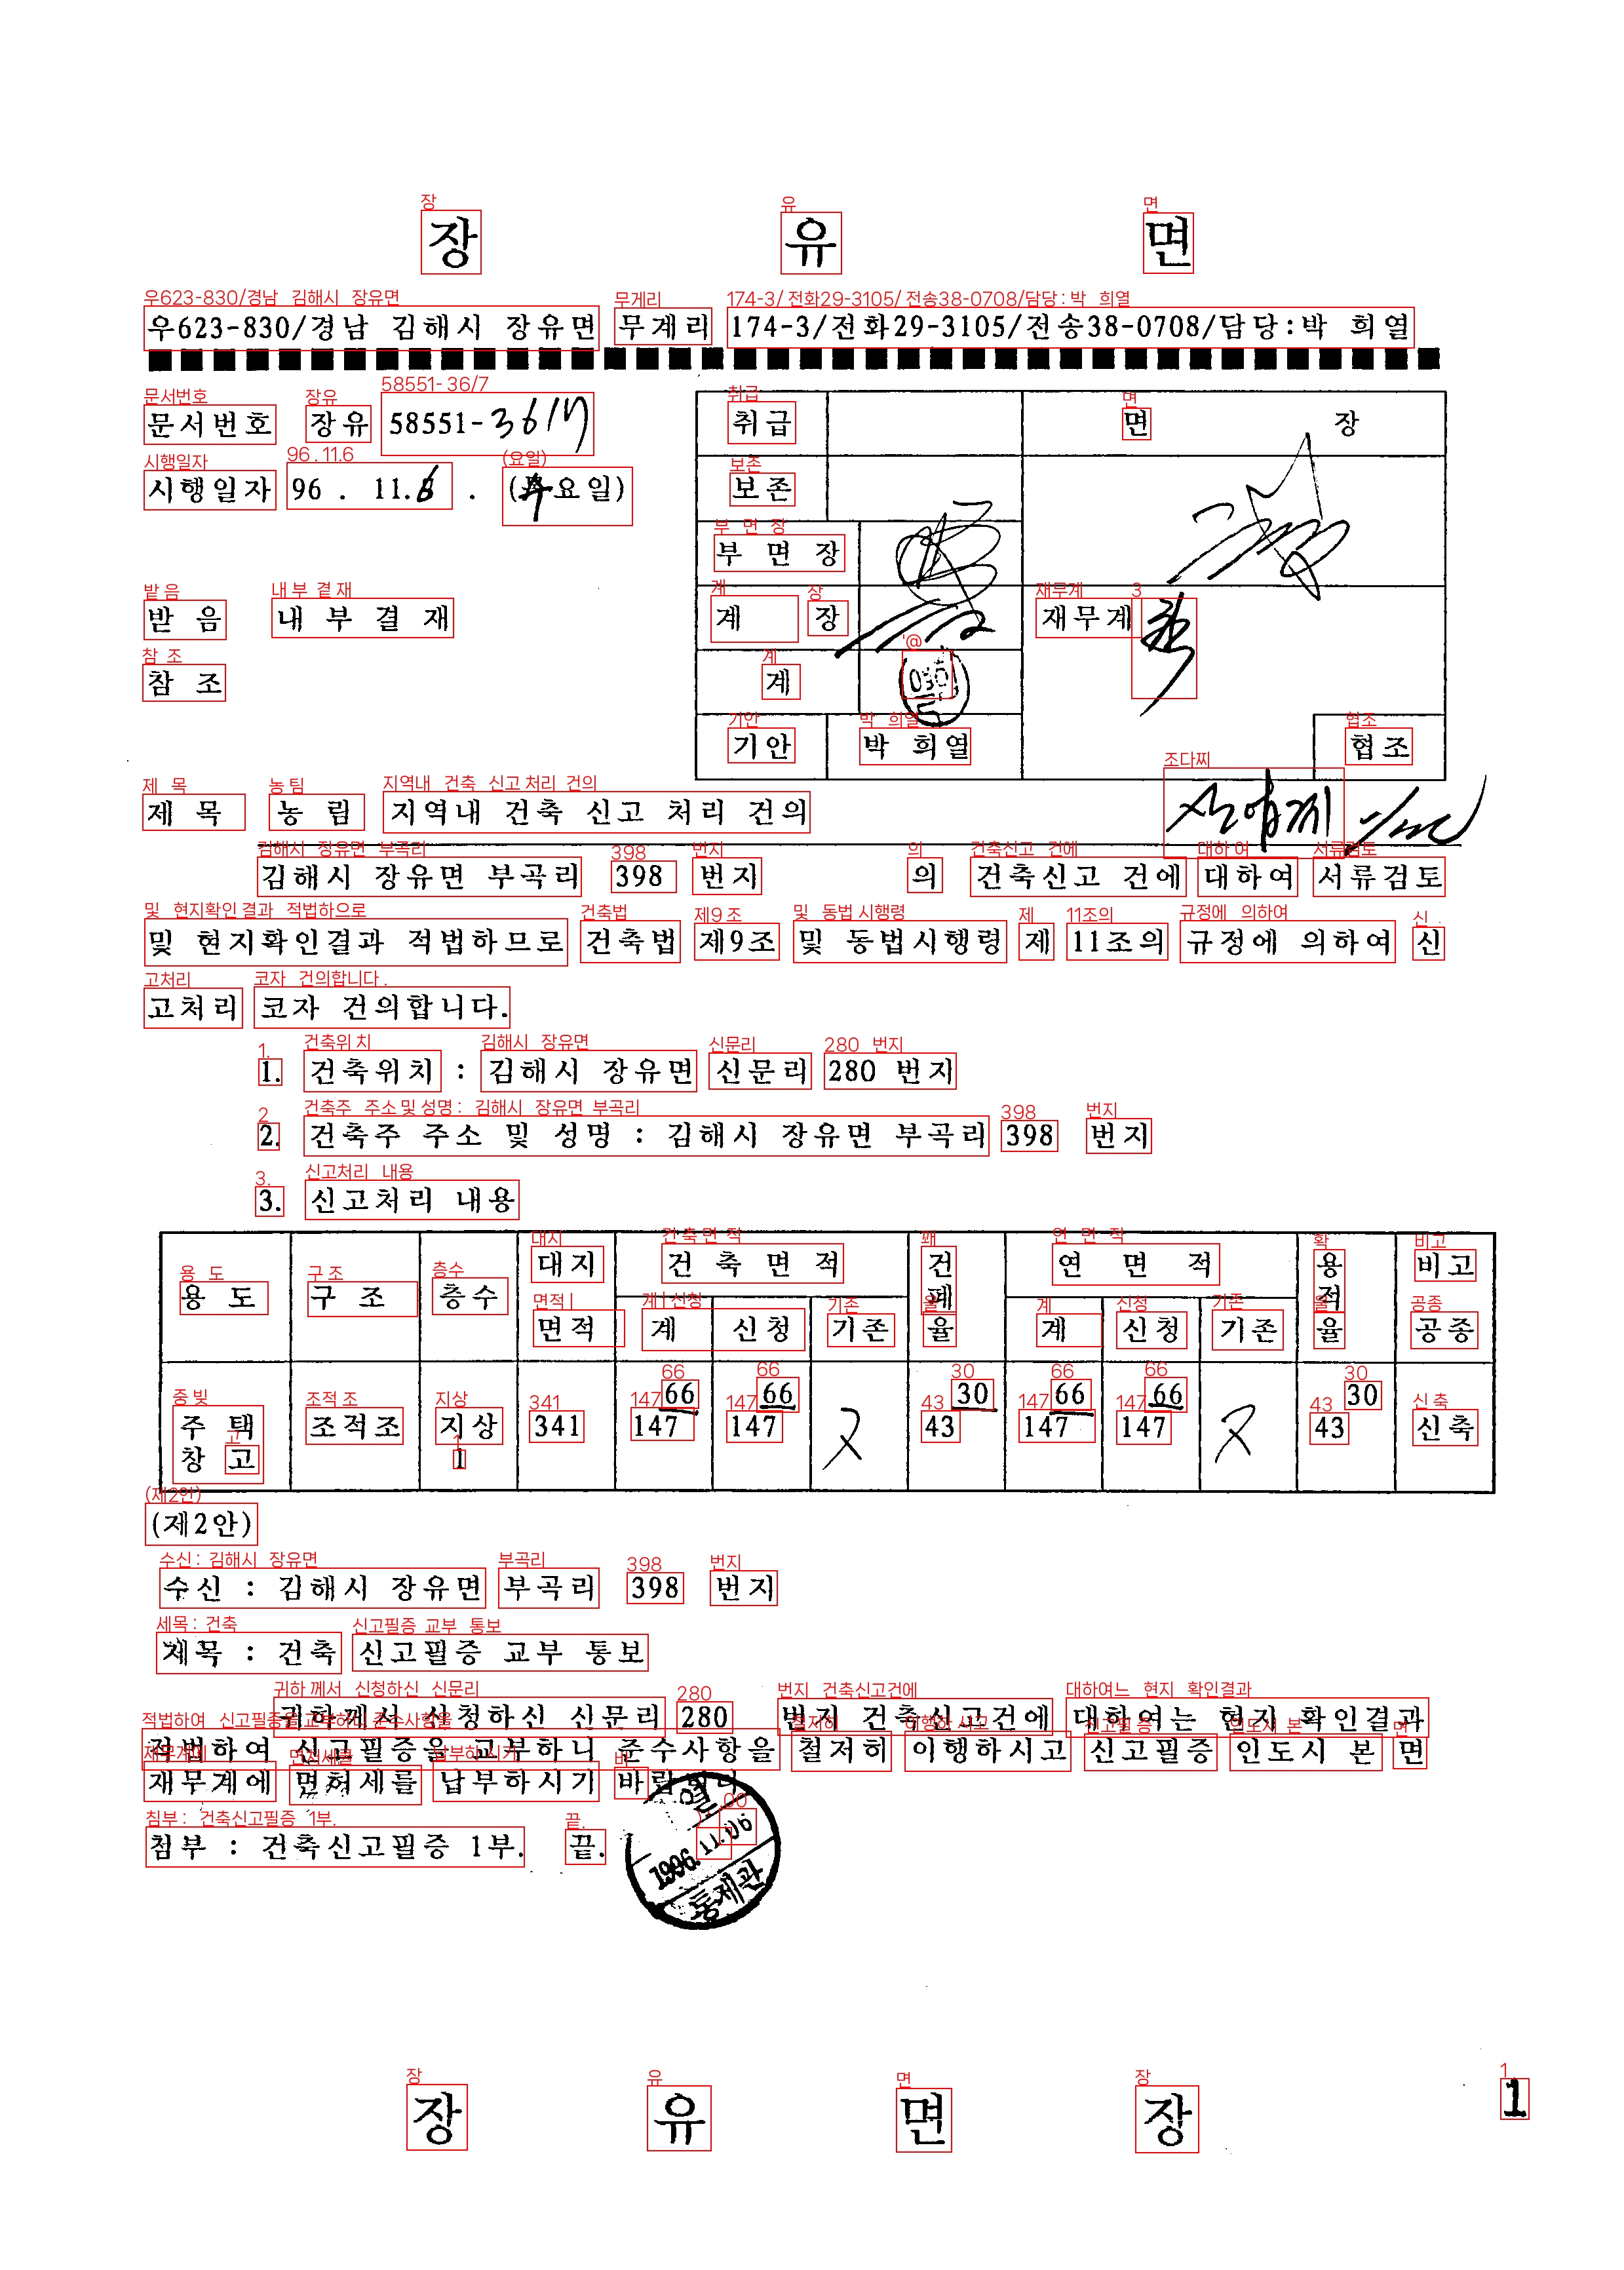 장 유 면
우623-830/경남 김해시 장유면 무계리 174-3/전화29-3105/전송38-0708/담당:박 희열
문서번호 장유 58551-3617
시행일자 96 . 11.6 . ( 요일)
받음 내부결재
참조
취급 면 장
보존
부 면 장
계 장 재무계
계
기안 박 희열 협조
제 목 농 림 지역내 건축 신고 처리 건의
김해시 장유면 부곡리 398 번지 의 건축신고 건에 대하여 서류검토
및 현지확인결과 적법하므로 건축법 제9조 및 동법시행령 제 11조의 규정에 의하여 신
고처리 코자 건의합니다.
1. 건축위치 : 김해시 장유면 신문리 280 번지
2. 건축주 주소 및 성명 : 김해시 장유면 부곡리 398 번지
3. 신고처리 내용
용 도 구 조 층수 대지 면적 건 축 면 적 건폐율 연 면 적 용적율 비고
계 신청 기존 계 신청 기존 공종
66 66 30 66 66 30
주 택 조적조 지상 341 147 147 43 147 147 43 신축
창 고 1
(제2안)
수신 : 김해시 장유면 부곡리 398 번지
제목 : 건축 신고필증 교부 통보
귀하께서 신청하신 신문리 280 번지 건축신고건에 대하여는 현지 확인결과
적법하여 신고필증을 교부하니 준수사항을 철저히 이행하시고 신고필증 인도시 본 면
재무계에 면허세를 납부하시기 바랍니다
첨부 : 건축신고필증 1부. 끝.
1996.11.06
통제관
장 유 면 장
1